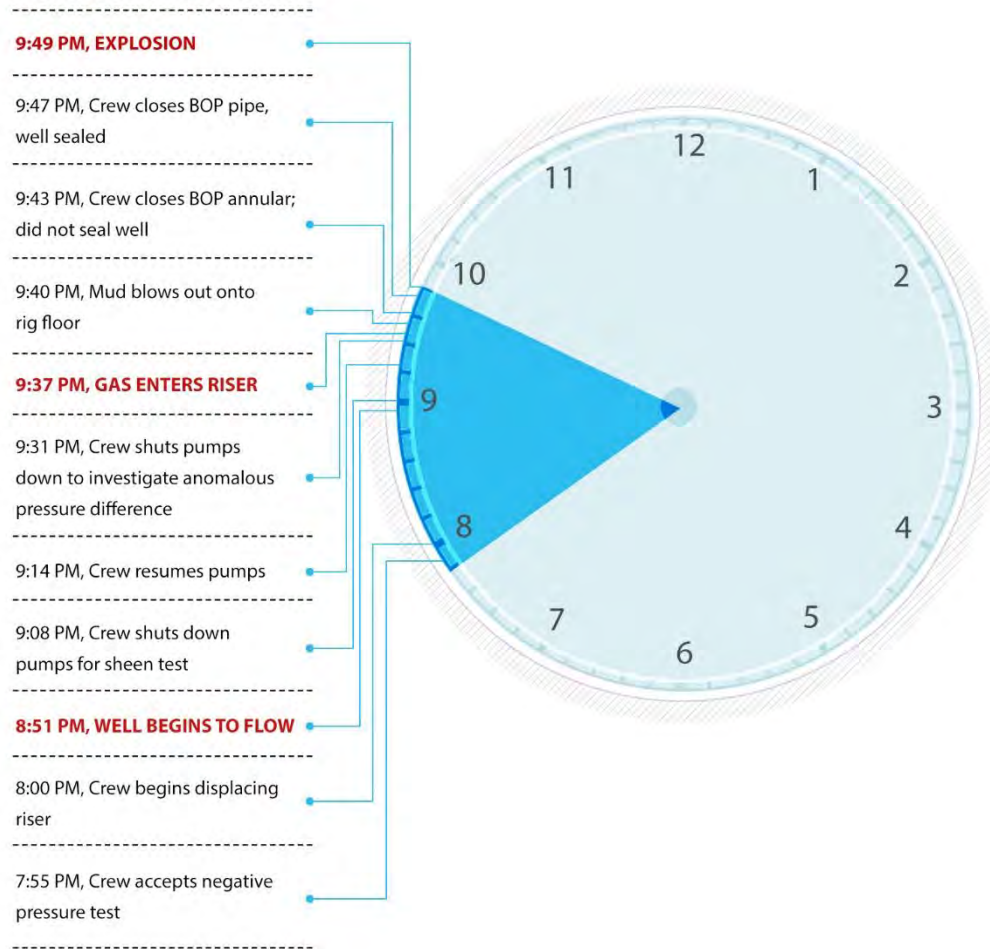 9:49 PM, EXPLOSION
9:47 PM, Crew closes BOP pipe,
well sealed
9:43 PM, Crew closes BOP annular;
did not seal well
9:40 PM, Mud blows out onto
rig floor
9:37 PM, GAS ENTERS RISER
9:31 PM, Crew shuts pumps
down to investigate anomalous
pressure difference
9:14 PM, Crew resumes pumps
9:08 PM, Crew shuts down
pumps for sheen test
8:51 PM, WELL BEGINS TO FLOW
8:00 PM, Crew begins displacing
riser
7:55 PM, Crew accepts negative
pressure test
12
1
2
3
4
5
6
7
8
9
10
11